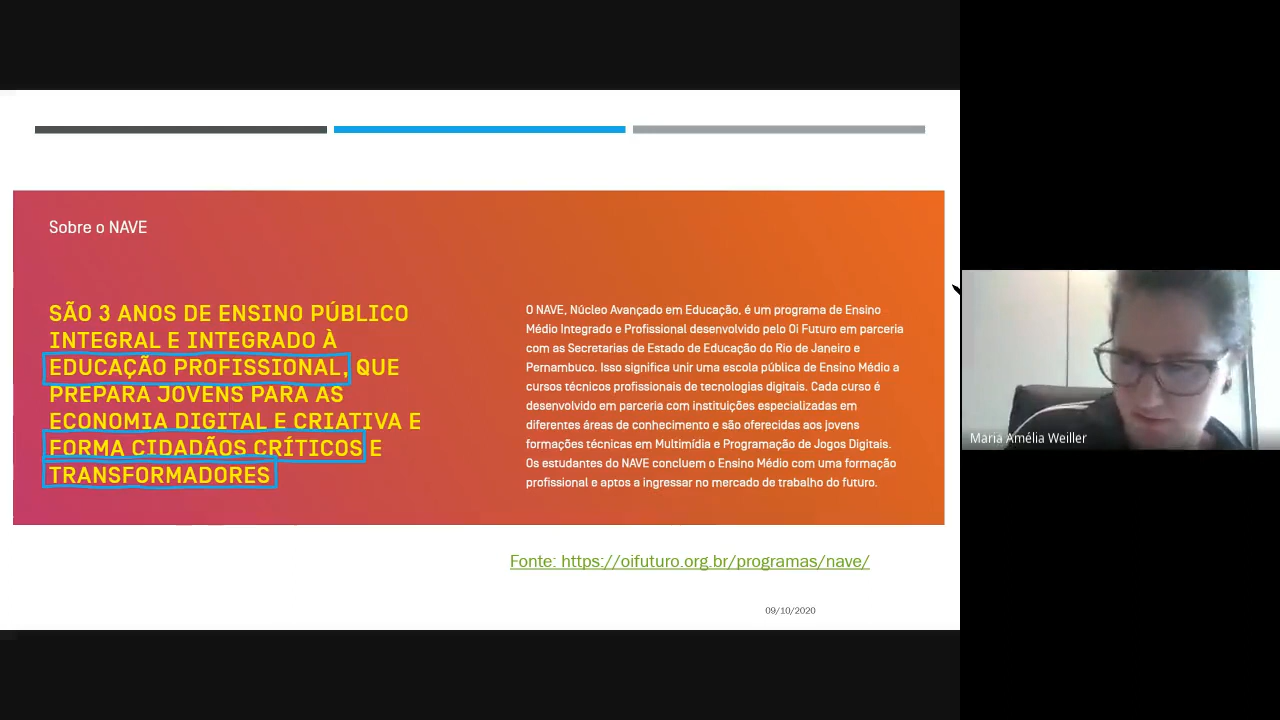 Sobre o NAVE
SÃO 3 ANOS DE ENSINO PÚBLICO
INTEGRAL E INTEGRADO À
EDUCAÇÃO PROFISSIONAL, QUE
PREPARA JOVENS PARA AS
ECONOMIA DIGITAL E CRIATIVA E
FORMA CIDADÃOS CRÍTICOS E
TRANSFORMADORES
O NAVE, Núcleo Avançado em Educação, é um programa de Ensino
Médio Integrado e Profissional desenvolvido pelo Oi Futuro em parceria
com as Secretarias de Estado de Educação do Rio de Janeiro e
Pernambuco. Isso significa unir uma escola pública de Ensino Médio a
cursos técnicos profissionais de tecnologias digitais. Cada curso é
desenvolvido em parceria com instituições especializadas em
diferentes áreas de conhecimento e são oferecidas aos jovens
formações técnicas em Multimídia e Programação de Jogos Digitais.
Os estudantes do NAVE concluem o Ensino Médio com uma formação
profissional e aptos a ingressar no mercado de trabalho do futuro.
Fonte: https://oifuturo.org.br/programas/nave/
09/10/2020
Maria Amélia Weiller